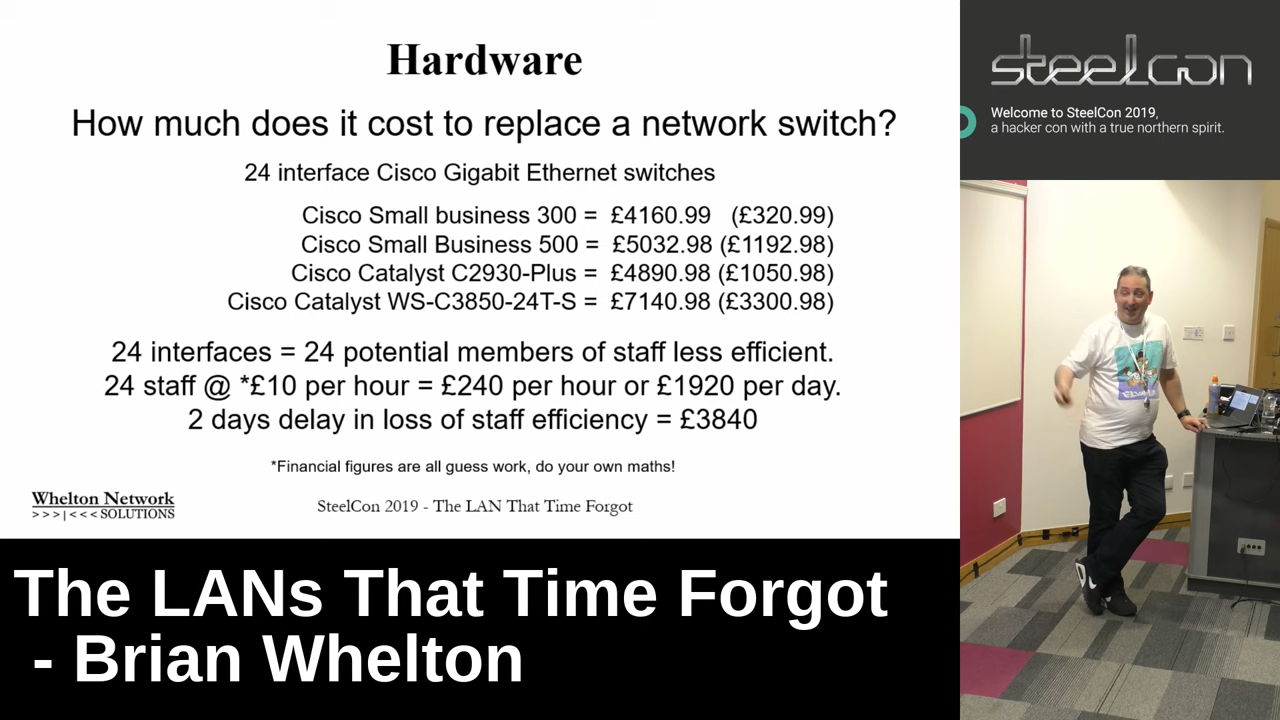 Hardware
How much does it cost to replace a network switch?
24 interface Cisco Gigabit Ethernet switches
Cisco Small business 300 = £4160.99 (£320.99)
Cisco Small Business 500 = £5032.98 (£1192.98)
Cisco Catalyst C2930-Plus = £4890.98 (£1050.98)
Cisco Catalyst WS-C3850-24T-S = £7140.98 (£3300.98)
24 interfaces = 24 potential members of staff less efficient.
24 staff @ *£10 per hour = £240 per hour or £1920 per day.
2 days delay in loss of staff efficiency = £3840
*Financial figures are all guess work, do your own maths!
Whelton Network
>>>|<<< SOLUTIONS
SteelCon 2019 - The LAN That Time Forgot
steelcon
Welcome to SteelCon 2019,
a hacker con with a true northern spirit.
The LANs That Time Forgot
- Brian Whelton